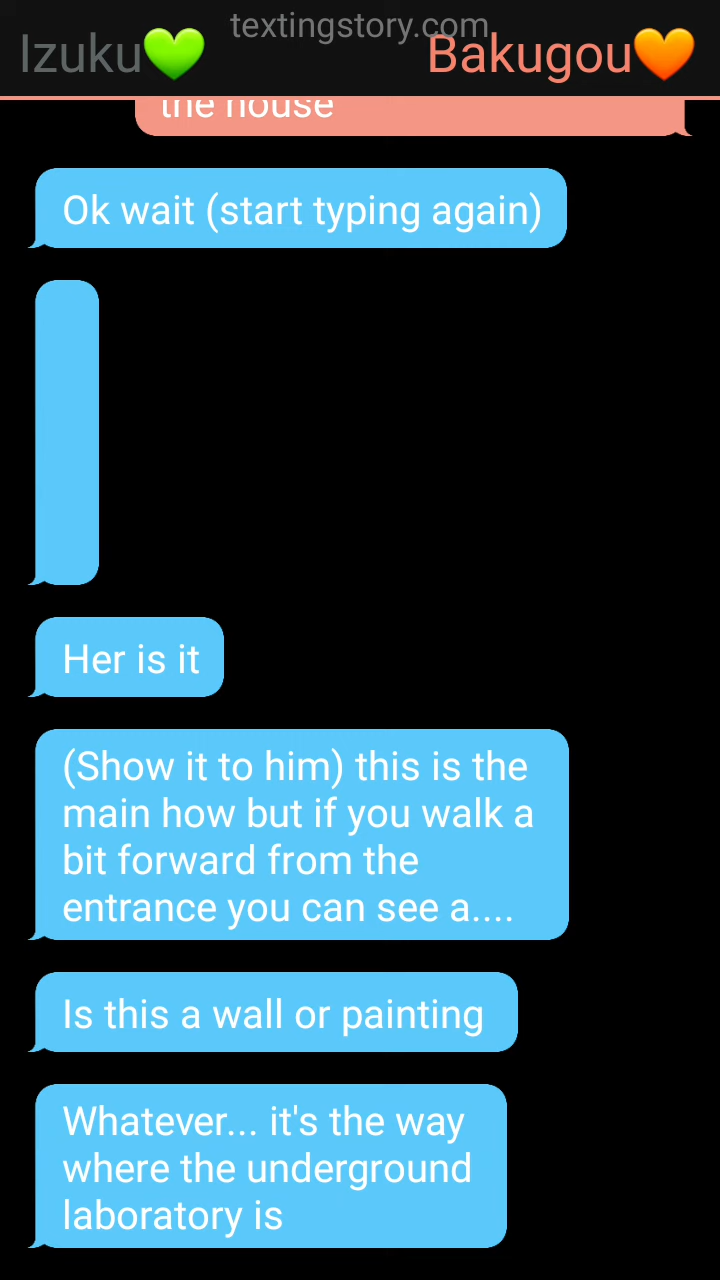 textingstory.com
Izuku💚
Bakugou🧡
the house
Ok wait (start typing again)
Her is it
(Show it to him) this is the
main how but if you walk a
bit forward from the
entrance you can see a....
Is this a wall or painting
Whatever... it's the way
where the underground
laboratory is